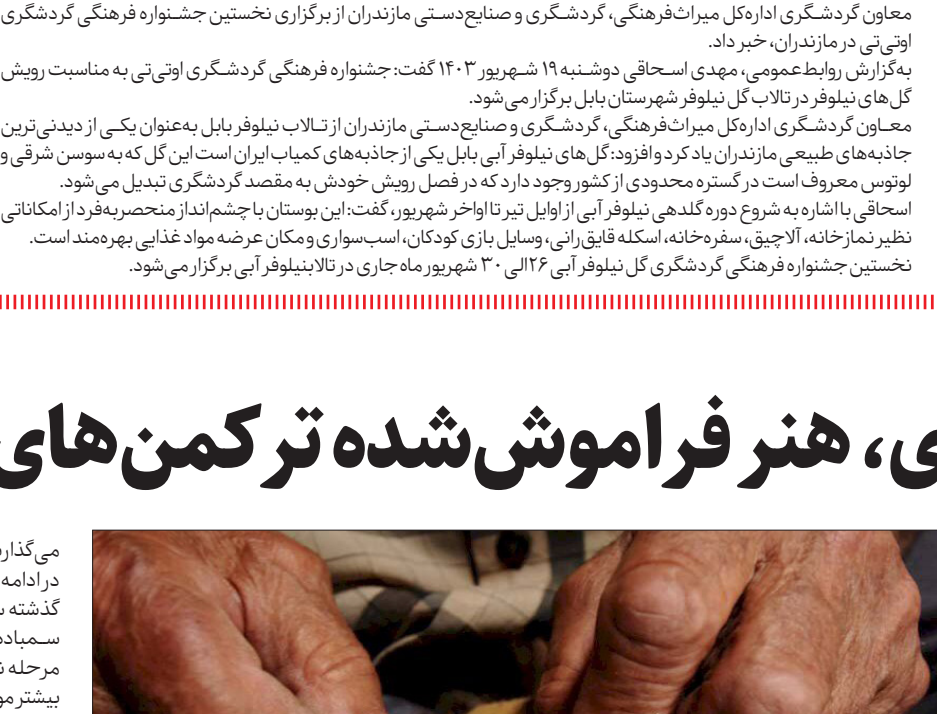 معاون گردشگری اداره‌کل میراث‌فرهنگی، گردشگری و صنایع‌دستی مازندران از برگزاری نخستین جشنواره فرهنگی گردشگری
اوتی‌تی در مازندران، خبر داد.
به‌گزارش روابط‌عمومی، مهدی اسحاقی دوشنبه ۱۹ شهریور ۱۴۰۳ گفت: جشنواره فرهنگی گردشگری اوتی‌تی به مناسبت رویش
گل‌های نیلوفر در تالاب گل نیلوفر شهرستان بابل برگزار می‌شود.
معاون گردشگری اداره‌کل میراث‌فرهنگی، گردشگری و صنایع‌دستی مازندران از تالاب نیلوفر بابل به‌عنوان یکی از دیدنی‌ترین
جاذبه‌های طبیعی مازندران یاد کرد و افزود: گل‌های نیلوفر آبی بابل یکی از جاذبه‌های کمیاب ایران است این گل که به سوسن شرقی و
لوتوس معروف است در گستره محدودی از کشور وجود دارد که در فصل رویش خودش به مقصد گردشگری تبدیل می‌شود.
اسحاقی با اشاره به شروع دوره گلدهی نیلوفر آبی از اوایل تیر تا اواخر شهریور، گفت: این بوستان با چشم‌انداز منحصربه‌فرد از امکاناتی
نظیر نمازخانه، آلاچیق، سفره‌خانه، اسکله قایق‌رانی، وسایل بازی کودکان، اسب‌سواری و مکان عرضه مواد غذایی بهره‌مند است.
نخستین جشنواره فرهنگی گردشگری گل نیلوفر آبی ۲۶الی ۳۰ شهریور ماه جاری در تالابنیلوفر آبی برگزار می‌شود.
ی، هنر فراموش‌شده ترکمن‌های
در ادامه
گذشته
مرحله
بیشتر